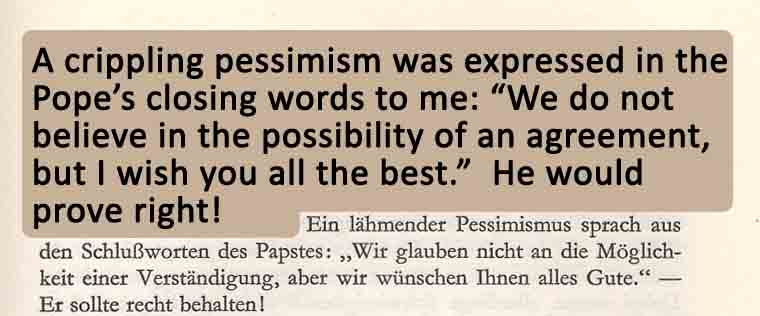 A crippling pessimism was expressed in the
Pope’s closing words to me: “We do not
believe in the possibility of an agreement,
but I wish you all the best.”  He would
prove right!
Ein lähmender Pessimismus sprach aus
den Schlußworten des Papstes: „Wir glauben nicht an die Möglich-
keit einer Verständigung, aber wir wünschen Ihnen alles Gute.“ —
Er sollte recht behalten!